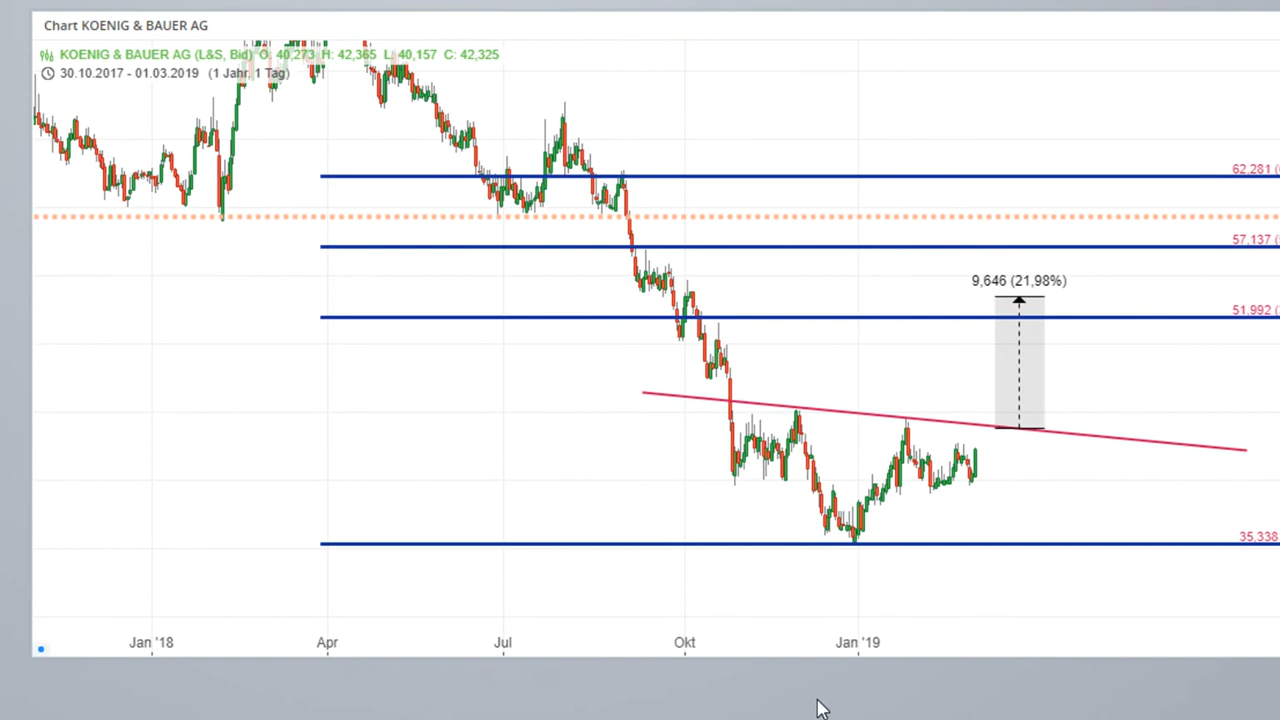 Chart KOENIG & BAUER AG
KOENIG & BAUER AG (L&S, Bid) O: 40,273 H: 42,365 L: 40,157 C: 42,325
30.10.2017 - 01.03.2019 (1 Jahr, 1 Tag)
62,281 (
57,137 (
9,646 (21,98%)
51,992 (
35,338
Jan '18 Apr Jul Okt Jan '19